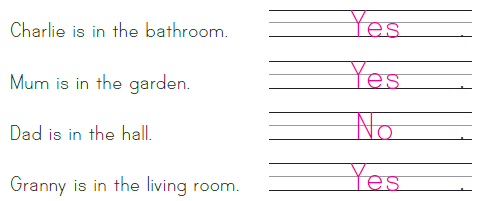 Charlie is in the bathroom. Yes .
Mum is in the garden. Yes .
Dad is in the hall. No .
Granny is in the living room. Yes .